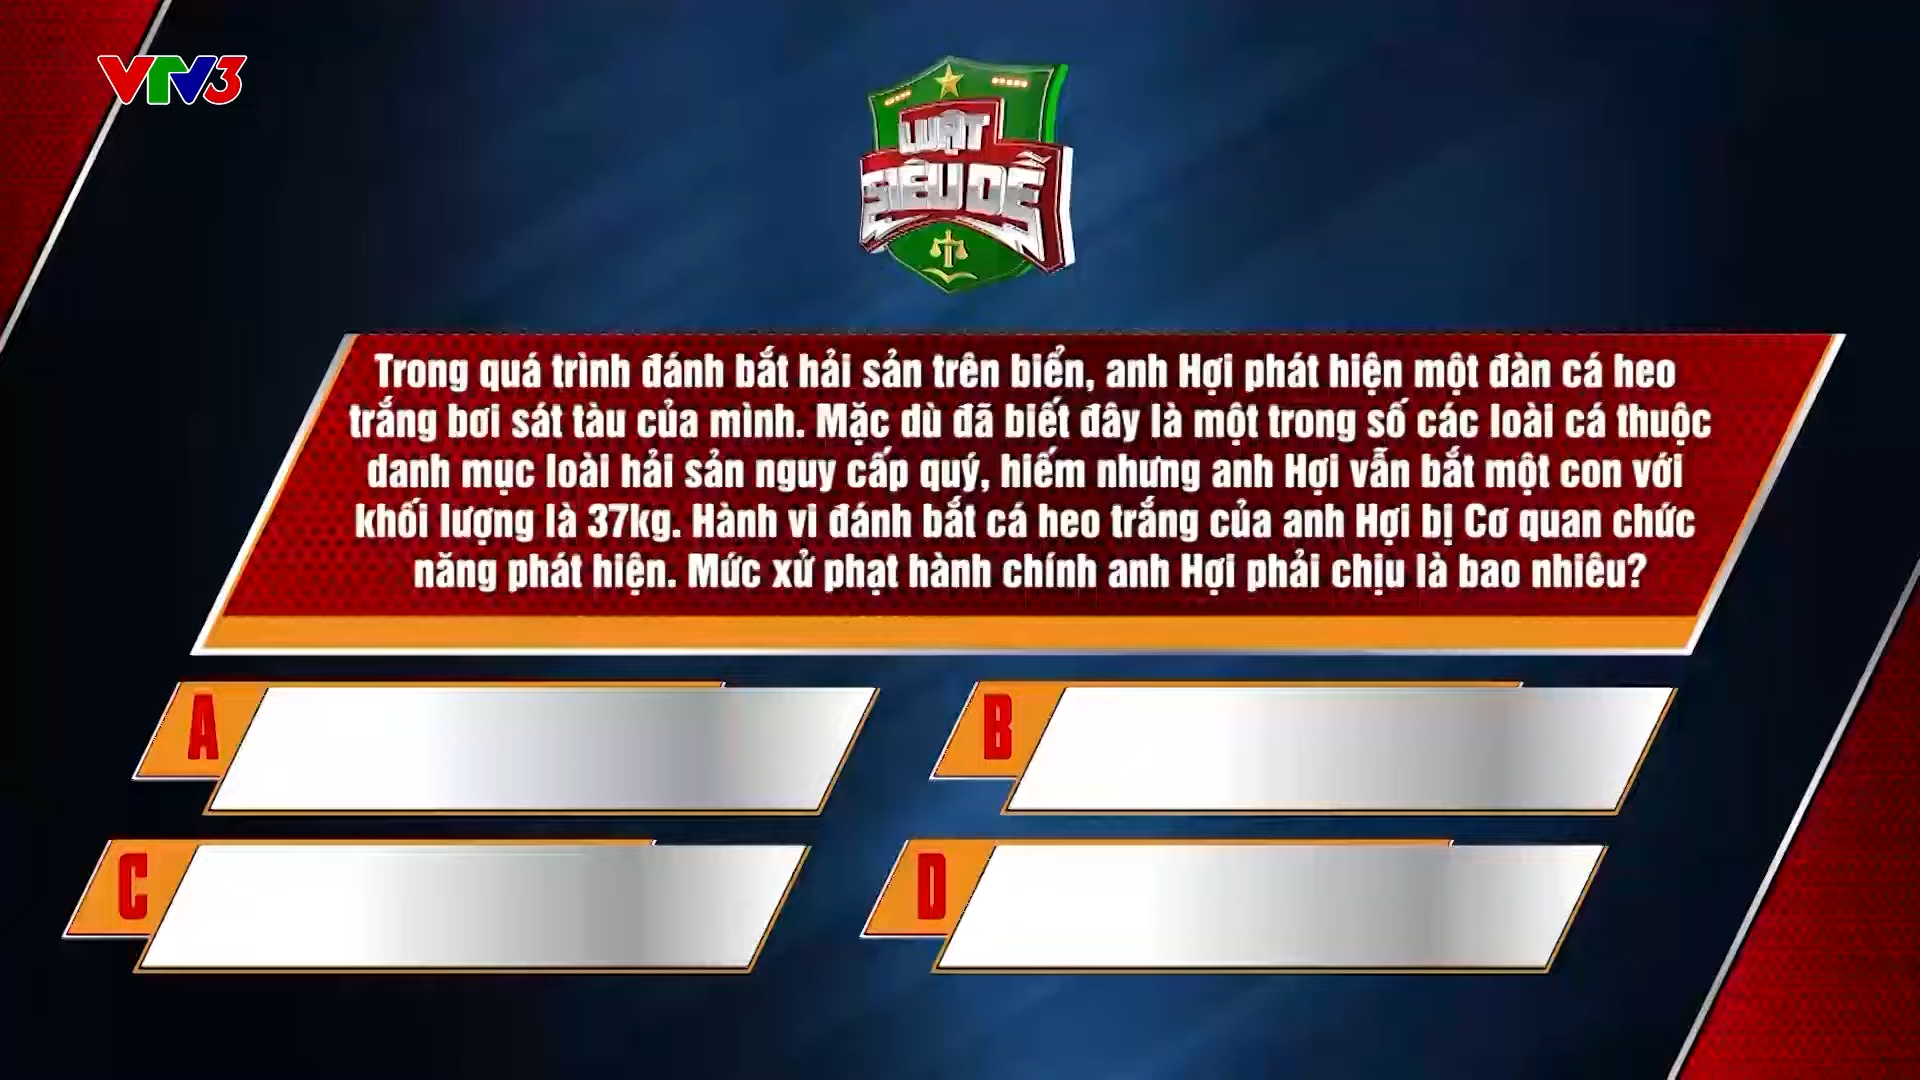 VTV3
LUẬT
SIÊU DỄ
Trong quá trình đánh bắt hải sản trên biển, anh Hợi phát hiện một đàn cá heo
trắng bơi sát tàu của mình. Mặc dù đã biết đây là một trong số các loài cá thuộc
danh mục loài hải sản nguy cấp quý, hiếm nhưng anh Hợi vẫn bắt một con với
khối lượng là 37kg. Hành vi đánh bắt cá heo trắng của anh Hợi bị Cơ quan chức
năng phát hiện. Mức xử phạt hành chính anh Hợi phải chịu là bao nhiêu?
A
B
C
D